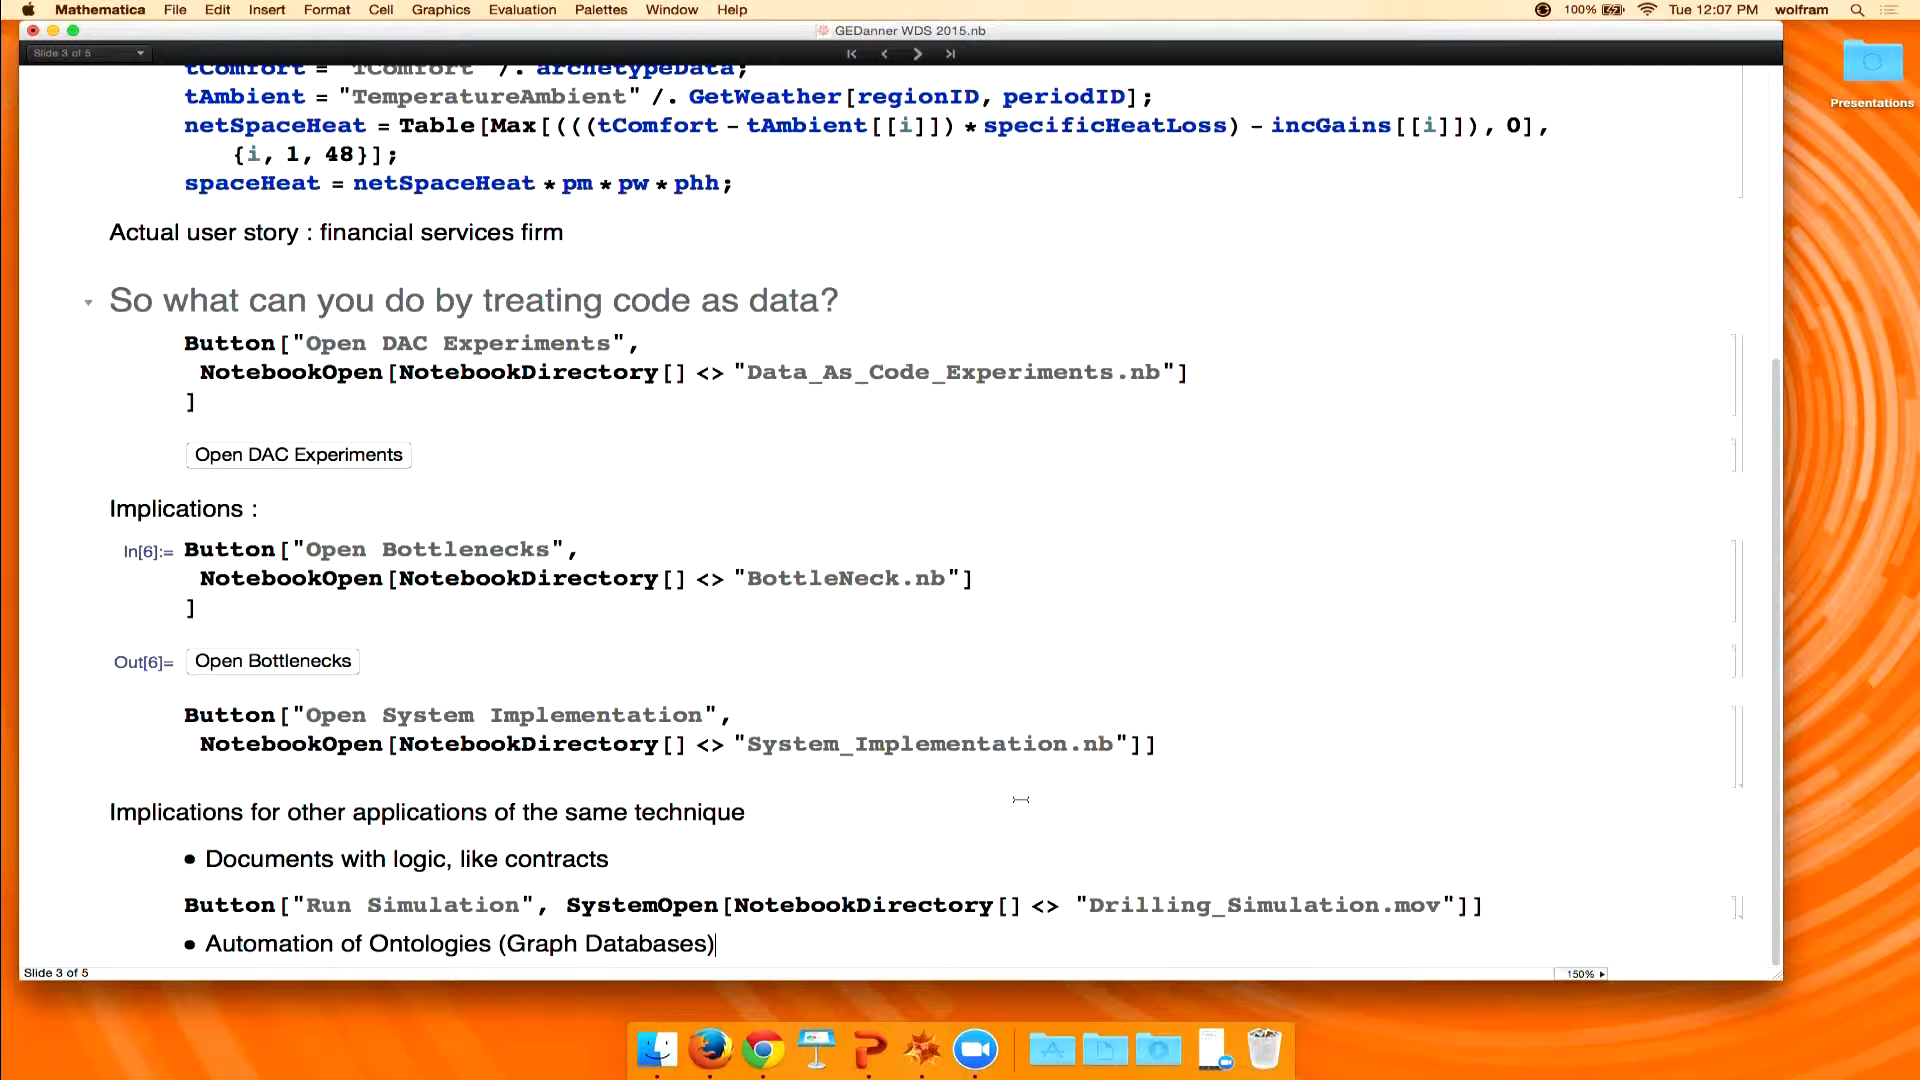 Mathematica File Edit Insert Format Cell Graphics Evaluation Palettes Window Help 100% Tue 12:07 PM wolfram
GEDanner WDS 2015.nb
Slide 3 of 5
Presentations
tComfort = "TComfort" /. archetypeData;
tAmbient = "TemperatureAmbient" /. GetWeather[regionID, periodID];
netSpaceHeat = Table[Max[(((tComfort - tAmbient[[i]]) * specificHeatLoss) - incGains[[i]]), 0],
{i, 1, 48}];
spaceHeat = netSpaceHeat * pm * pw * phh;
Actual user story : financial services firm
So what can you do by treating code as data?
Button["Open DAC Experiments",
NotebookOpen[NotebookDirectory[] <> "Data_As_Code_Experiments.nb"]
]
Open DAC Experiments
Implications :
In[6]:= Button["Open Bottlenecks",
NotebookOpen[NotebookDirectory[] <> "BottleNeck.nb"]
]
Out[6]= Open Bottlenecks
Button["Open System Implementation",
NotebookOpen[NotebookDirectory[] <> "System_Implementation.nb"]]
Implications for other applications of the same technique
• Documents with logic, like contracts
Button["Run Simulation", SystemOpen[NotebookDirectory[] <> "Drilling_Simulation.mov"]]
• Automation of Ontologies (Graph Databases)
Slide 3 of 5
150%